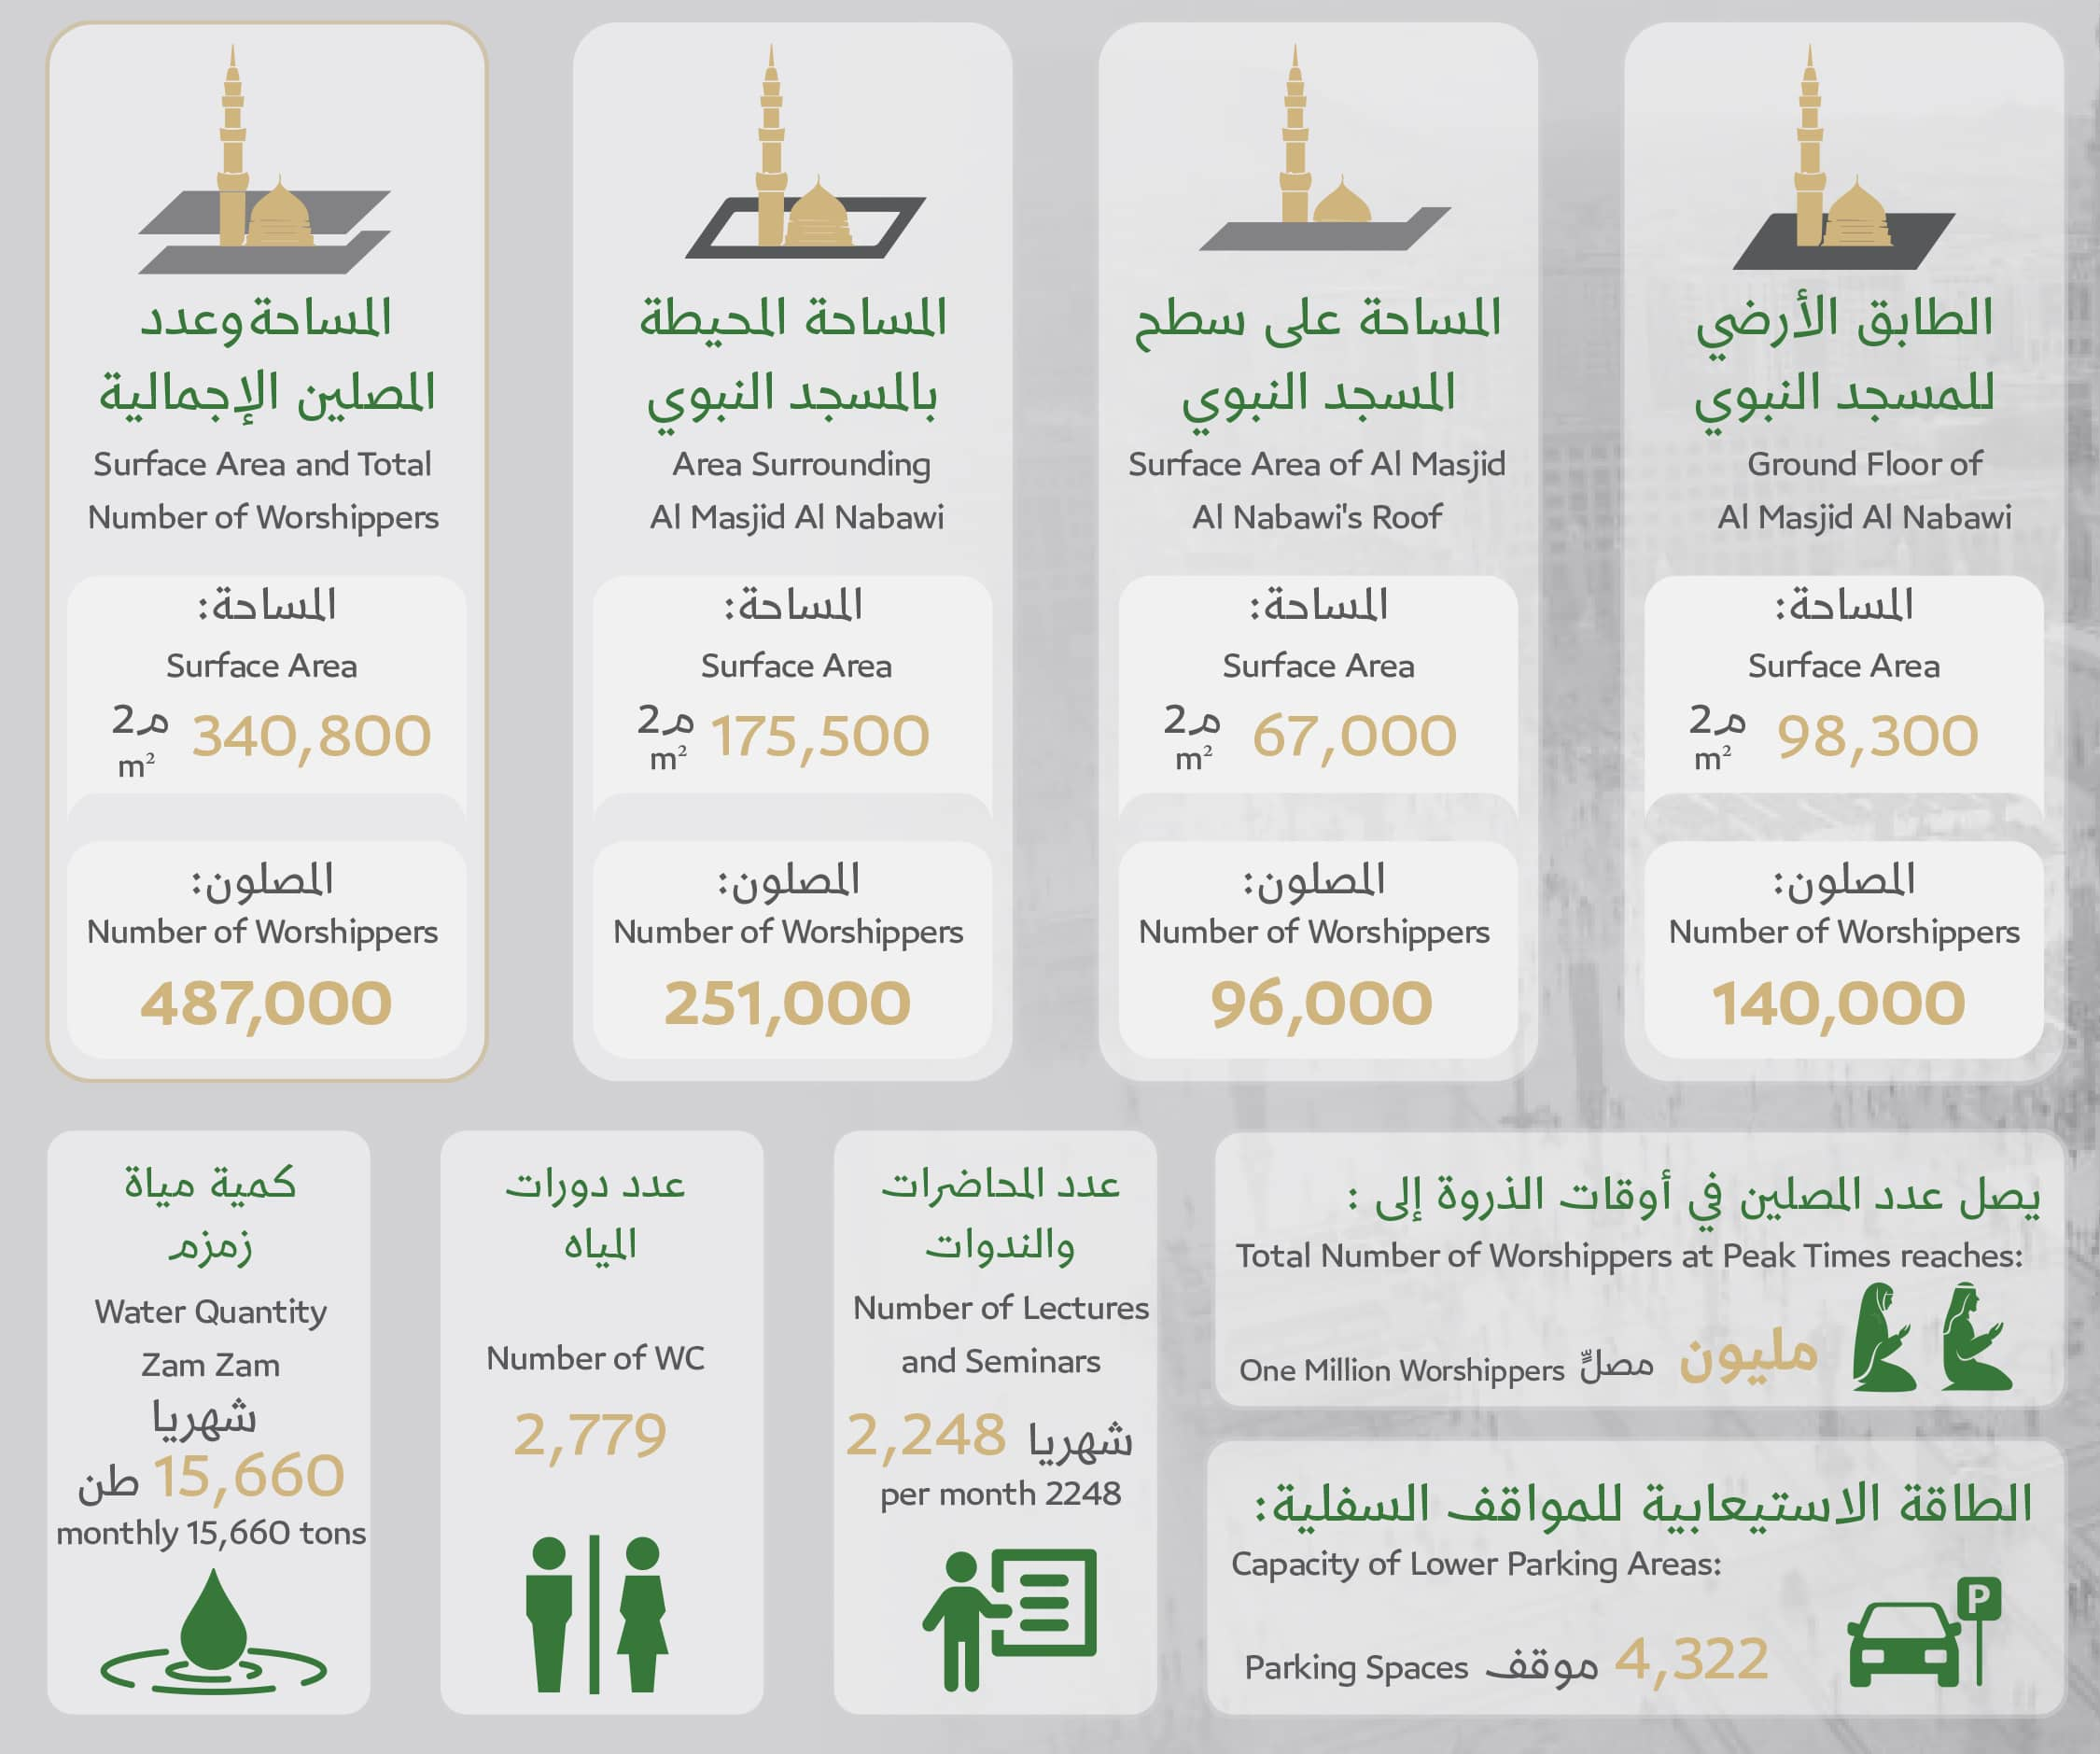 الطابق الأرضي
للمسجد النبوي
Ground Floor of
Al Masjid Al Nabawi
المساحة:
Surface Area
98,300 م2
m²
المصلون:
Number of Worshippers
140,000
المساحة على سطح
المسجد النبوي
Surface Area of Al Masjid
Al Nabawi's Roof
المساحة:
Surface Area
67,000 م2
m²
المصلون:
Number of Worshippers
96,000
المساحة المحيطة
بالمسجد النبوي
Area Surrounding
Al Masjid Al Nabawi
المساحة:
Surface Area
175,500 م2
m²
المصلون:
Number of Worshippers
251,000
المساحة وعدد
المصلين الإجمالية
Surface Area and Total
Number of Worshippers
المساحة:
Surface Area
340,800 م2
m²
المصلون:
Number of Worshippers
487,000
يصل عدد المصلين في أوقات الذروة إلى :
Total Number of Worshippers at Peak Times reaches:
مليون مصلٍّ One Million Worshippers
الطاقة الاستيعابية للمواقف السفلية:
Capacity of Lower Parking Areas:
4,322 موقف Parking Spaces
P
عدد المحاضرات
والندوات
Number of Lectures
and Seminars
شهريا 2,248
per month 2248
عدد دورات
المياه
Number of WC
2,779
كمية مياة
زمزم
Water Quantity
Zam Zam
شهريا
15,660 طن
monthly 15,660 tons